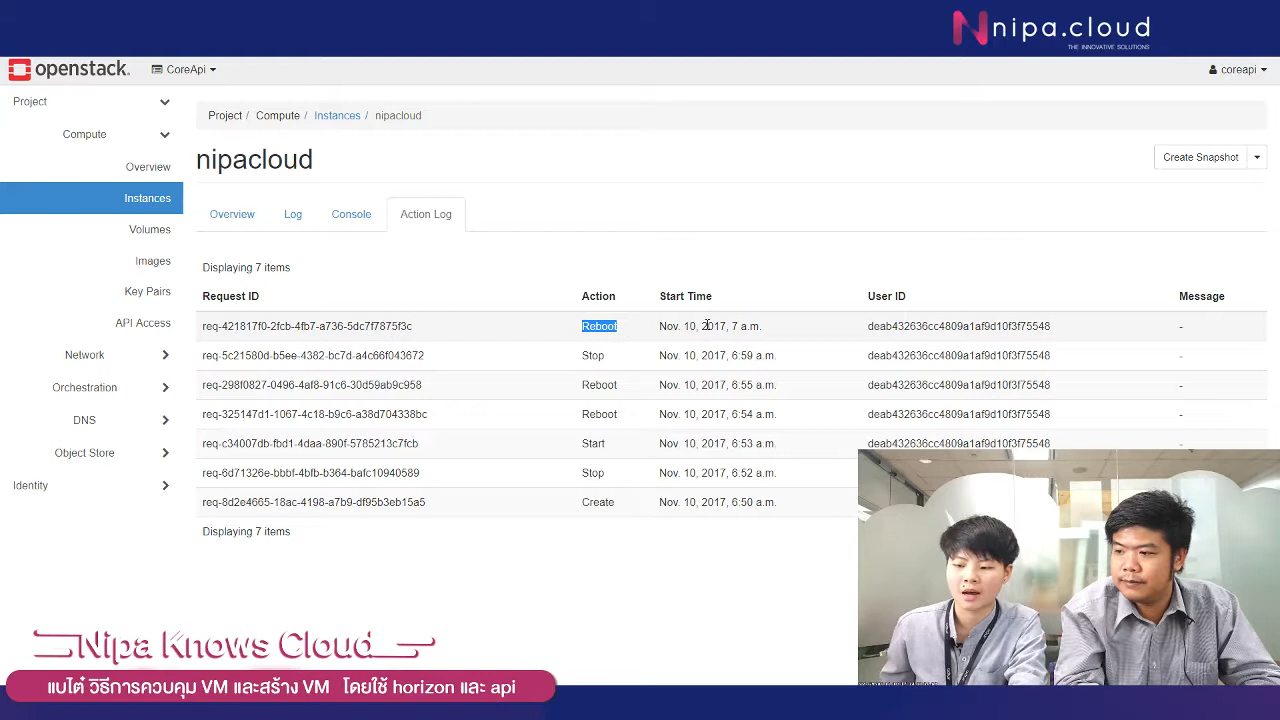 nipa.cloud
THE INNOVATIVE SOLUTIONS
openstack. CoreApi coreapi
Project
Compute
Overview
Instances
Volumes
Images
Key Pairs
API Access
Network
Orchestration
DNS
Object Store
Identity
Project / Compute / Instances / nipacloud
nipacloud
Create Snapshot
Overview Log Console Action Log
Displaying 7 items
Request ID Action Start Time User ID Message
req-421817f0-2fcb-4fb7-a736-5dc7f7875f3c Reboot Nov. 10, 2017, 7 a.m. deab432636cc4809a1af9d10f3f75548 -
req-5c21580d-b5ee-4382-bc7d-a4c66f043672 Stop Nov. 10, 2017, 6:59 a.m. deab432636cc4809a1af9d10f3f75548 -
req-298f0827-0496-4af8-91c6-30d59ab9c958 Reboot Nov. 10, 2017, 6:55 a.m. deab432636cc4809a1af9d10f3f75548 -
req-325147d1-1067-4c18-b9c6-a38d704338bc Reboot Nov. 10, 2017, 6:54 a.m. deab432636cc4809a1af9d10f3f75548 -
req-c34007db-fbd1-4daa-890f-5785213c7fcb Start Nov. 10, 2017, 6:53 a.m. deab432636cc4809a1af9d10f3f75548
req-6d71326e-bbbf-4bfb-b364-bafc10940589 Stop Nov. 10, 2017, 6:52 a.m.
req-8d2e4665-18ac-4198-a7b9-df95b3eb15a5 Create Nov. 10, 2017, 6:50 a.m.
Displaying 7 items
Nipa Knows Cloud
แบไต๋ วิธีการควบคุม VM และสร้าง VM โดยใช้ horizon และ api